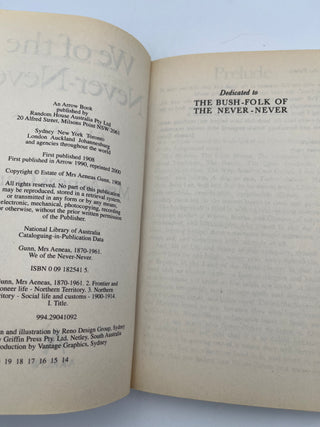 An Arrow Book
published by
Random House Australia Pty Ltd
20 Alfred Street, Milsons Point NSW 2061
Sydney New York Toronto
London Auckland Johannesburg
and agencies throughout the world
First published 1908
First published in Arrow 1990, reprinted 2000
Copyright © Estate of Mrs Aeneas Gunn, 1908
All rights reserved. No part of this publication
may be reproduced, stored in a retrieval system,
or transmitted in any form or by any means,
electronic, mechanical, photocopying, recording
or otherwise, without the prior written permission
of the Publisher.
National Library of Australia
Cataloguing-in-Publication Data
Gunn, Mrs Aeneas, 1870-1961.
We of the Never-Never.
ISBN 0 09 182541 5.
Gunn, Mrs Aeneas, 1870-1961. 2. Frontier and
pioneer life - Northern Territory. 3. Northern
Territory - Social life and customs - 1900-1914.
I. Title.
994.29041092
and illustration by Reno Design Group, Sydney
by Griffin Press Pty. Ltd, Netley, South Australia
production by Vantage Graphics, Sydney
19 18 17 16 15 14
Dedicated to
THE BUSH-FOLK OF
THE NEVER-NEVER
We of the
Never-Never
Prelude